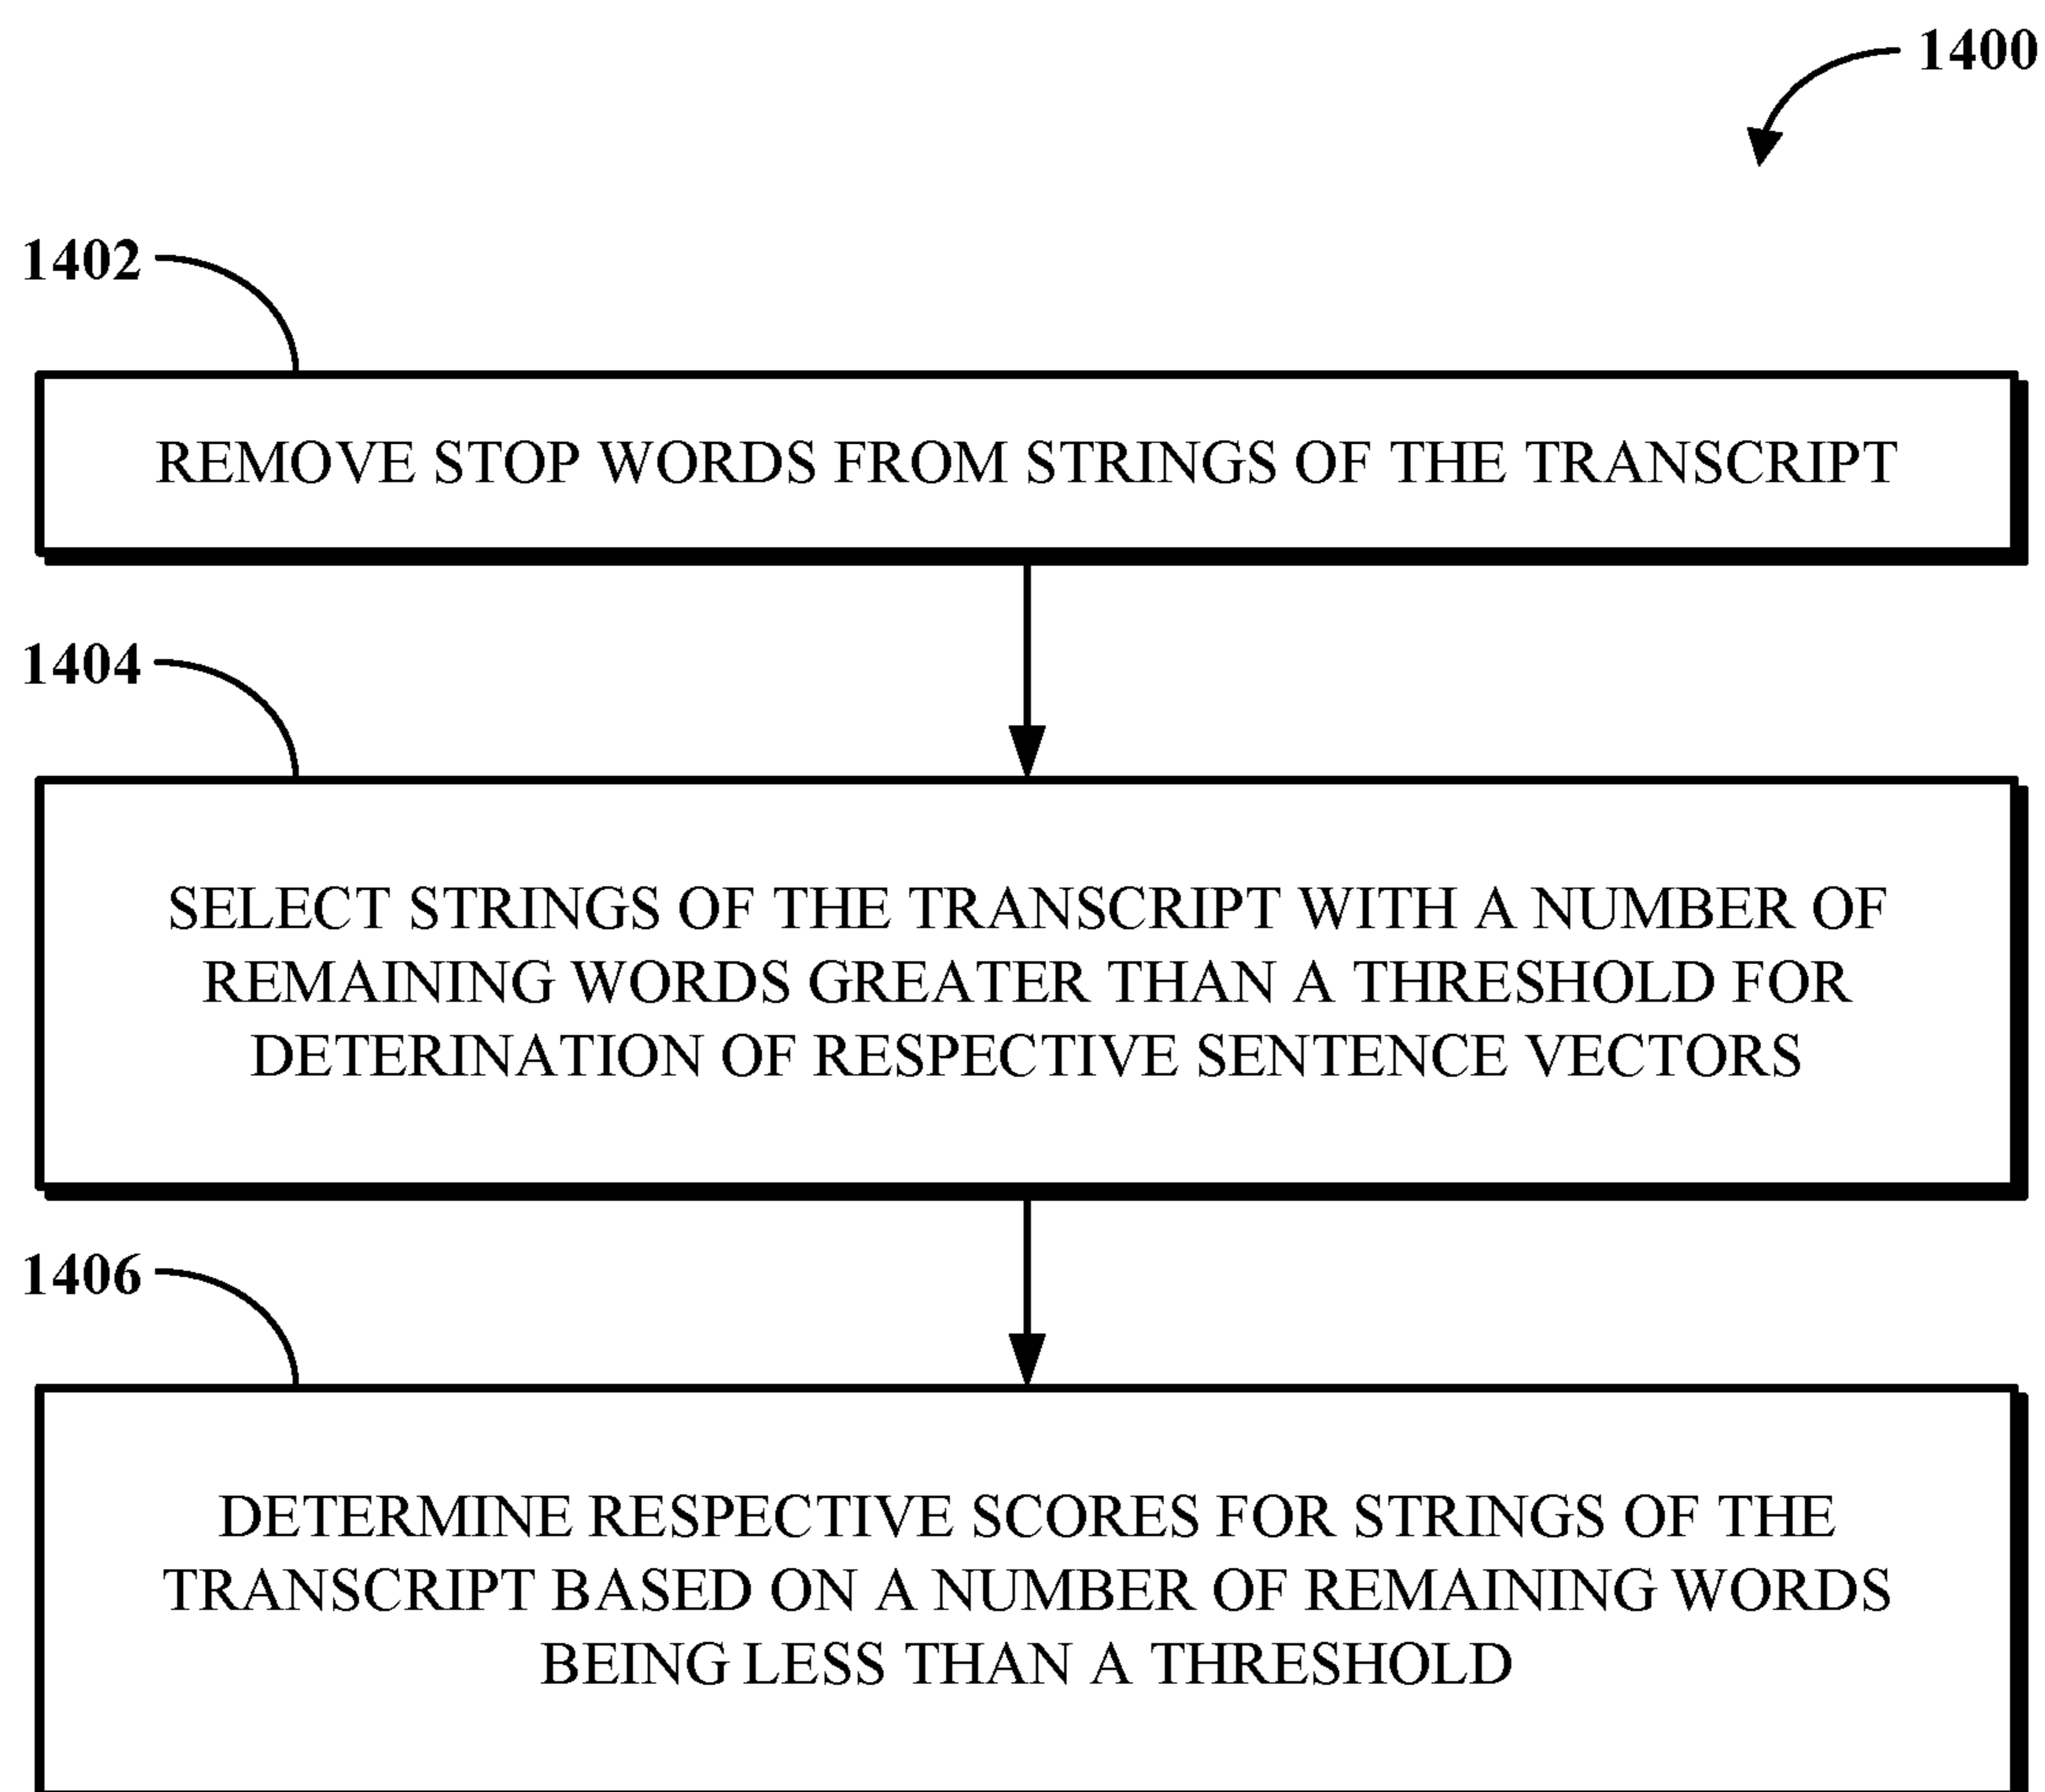 1400
1402
REMOVE STOP WORDS FROM STRINGS OF THE TRANSCRIPT
1404
SELECT STRINGS OF THE TRANSCRIPT WITH A NUMBER OF
REMAINING WORDS GREATER THAN A THRESHOLD FOR
DETERINATION OF RESPECTIVE SENTENCE VECTORS
1406
DETERMINE RESPECTIVE SCORES FOR STRINGS OF THE
TRANSCRIPT BASED ON A NUMBER OF REMAINING WORDS
BEING LESS THAN A THRESHOLD